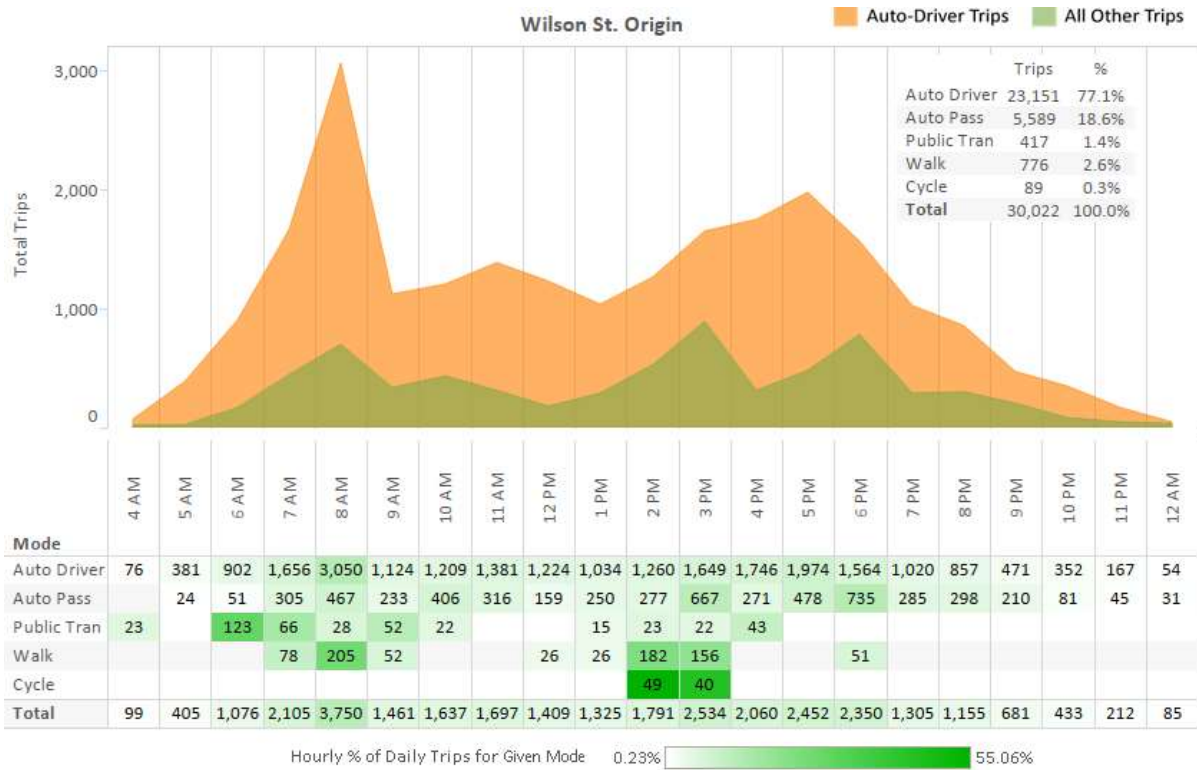 Wilson St. Origin
Auto-Driver Trips All Other Trips
Total Trips
3,000
2,000
1,000
0
Trips %
Auto Driver 23,151 77.1%
Auto Pass 5,589 18.6%
Public Tran 417 1.4%
Walk 776 2.6%
Cycle 89 0.3%
Total 30,022 100.0%
4 AM 5 AM 6 AM 7 AM 8 AM 9 AM 10 AM 11 AM 12 PM 1 PM 2 PM 3 PM 4 PM 5 PM 6 PM 7 PM 8 PM 9 PM 10 PM 11 PM 12 AM
Mode
Auto Driver 76 381 902 1,656 3,050 1,124 1,209 1,381 1,224 1,034 1,260 1,649 1,746 1,974 1,564 1,020 857 471 352 167 54
Auto Pass 24 51 305 467 233 406 316 159 250 277 667 271 478 735 285 298 210 81 45 31
Public Tran 23 123 66 28 52 22 15 23 22 43
Walk 78 205 52 26 26 182 156 51
Cycle 49 40
Total 99 405 1,076 2,105 3,750 1,461 1,637 1,697 1,409 1,325 1,791 2,534 2,060 2,452 2,350 1,305 1,155 681 433 212 85
Hourly % of Daily Trips for Given Mode 0.23% 55.06%